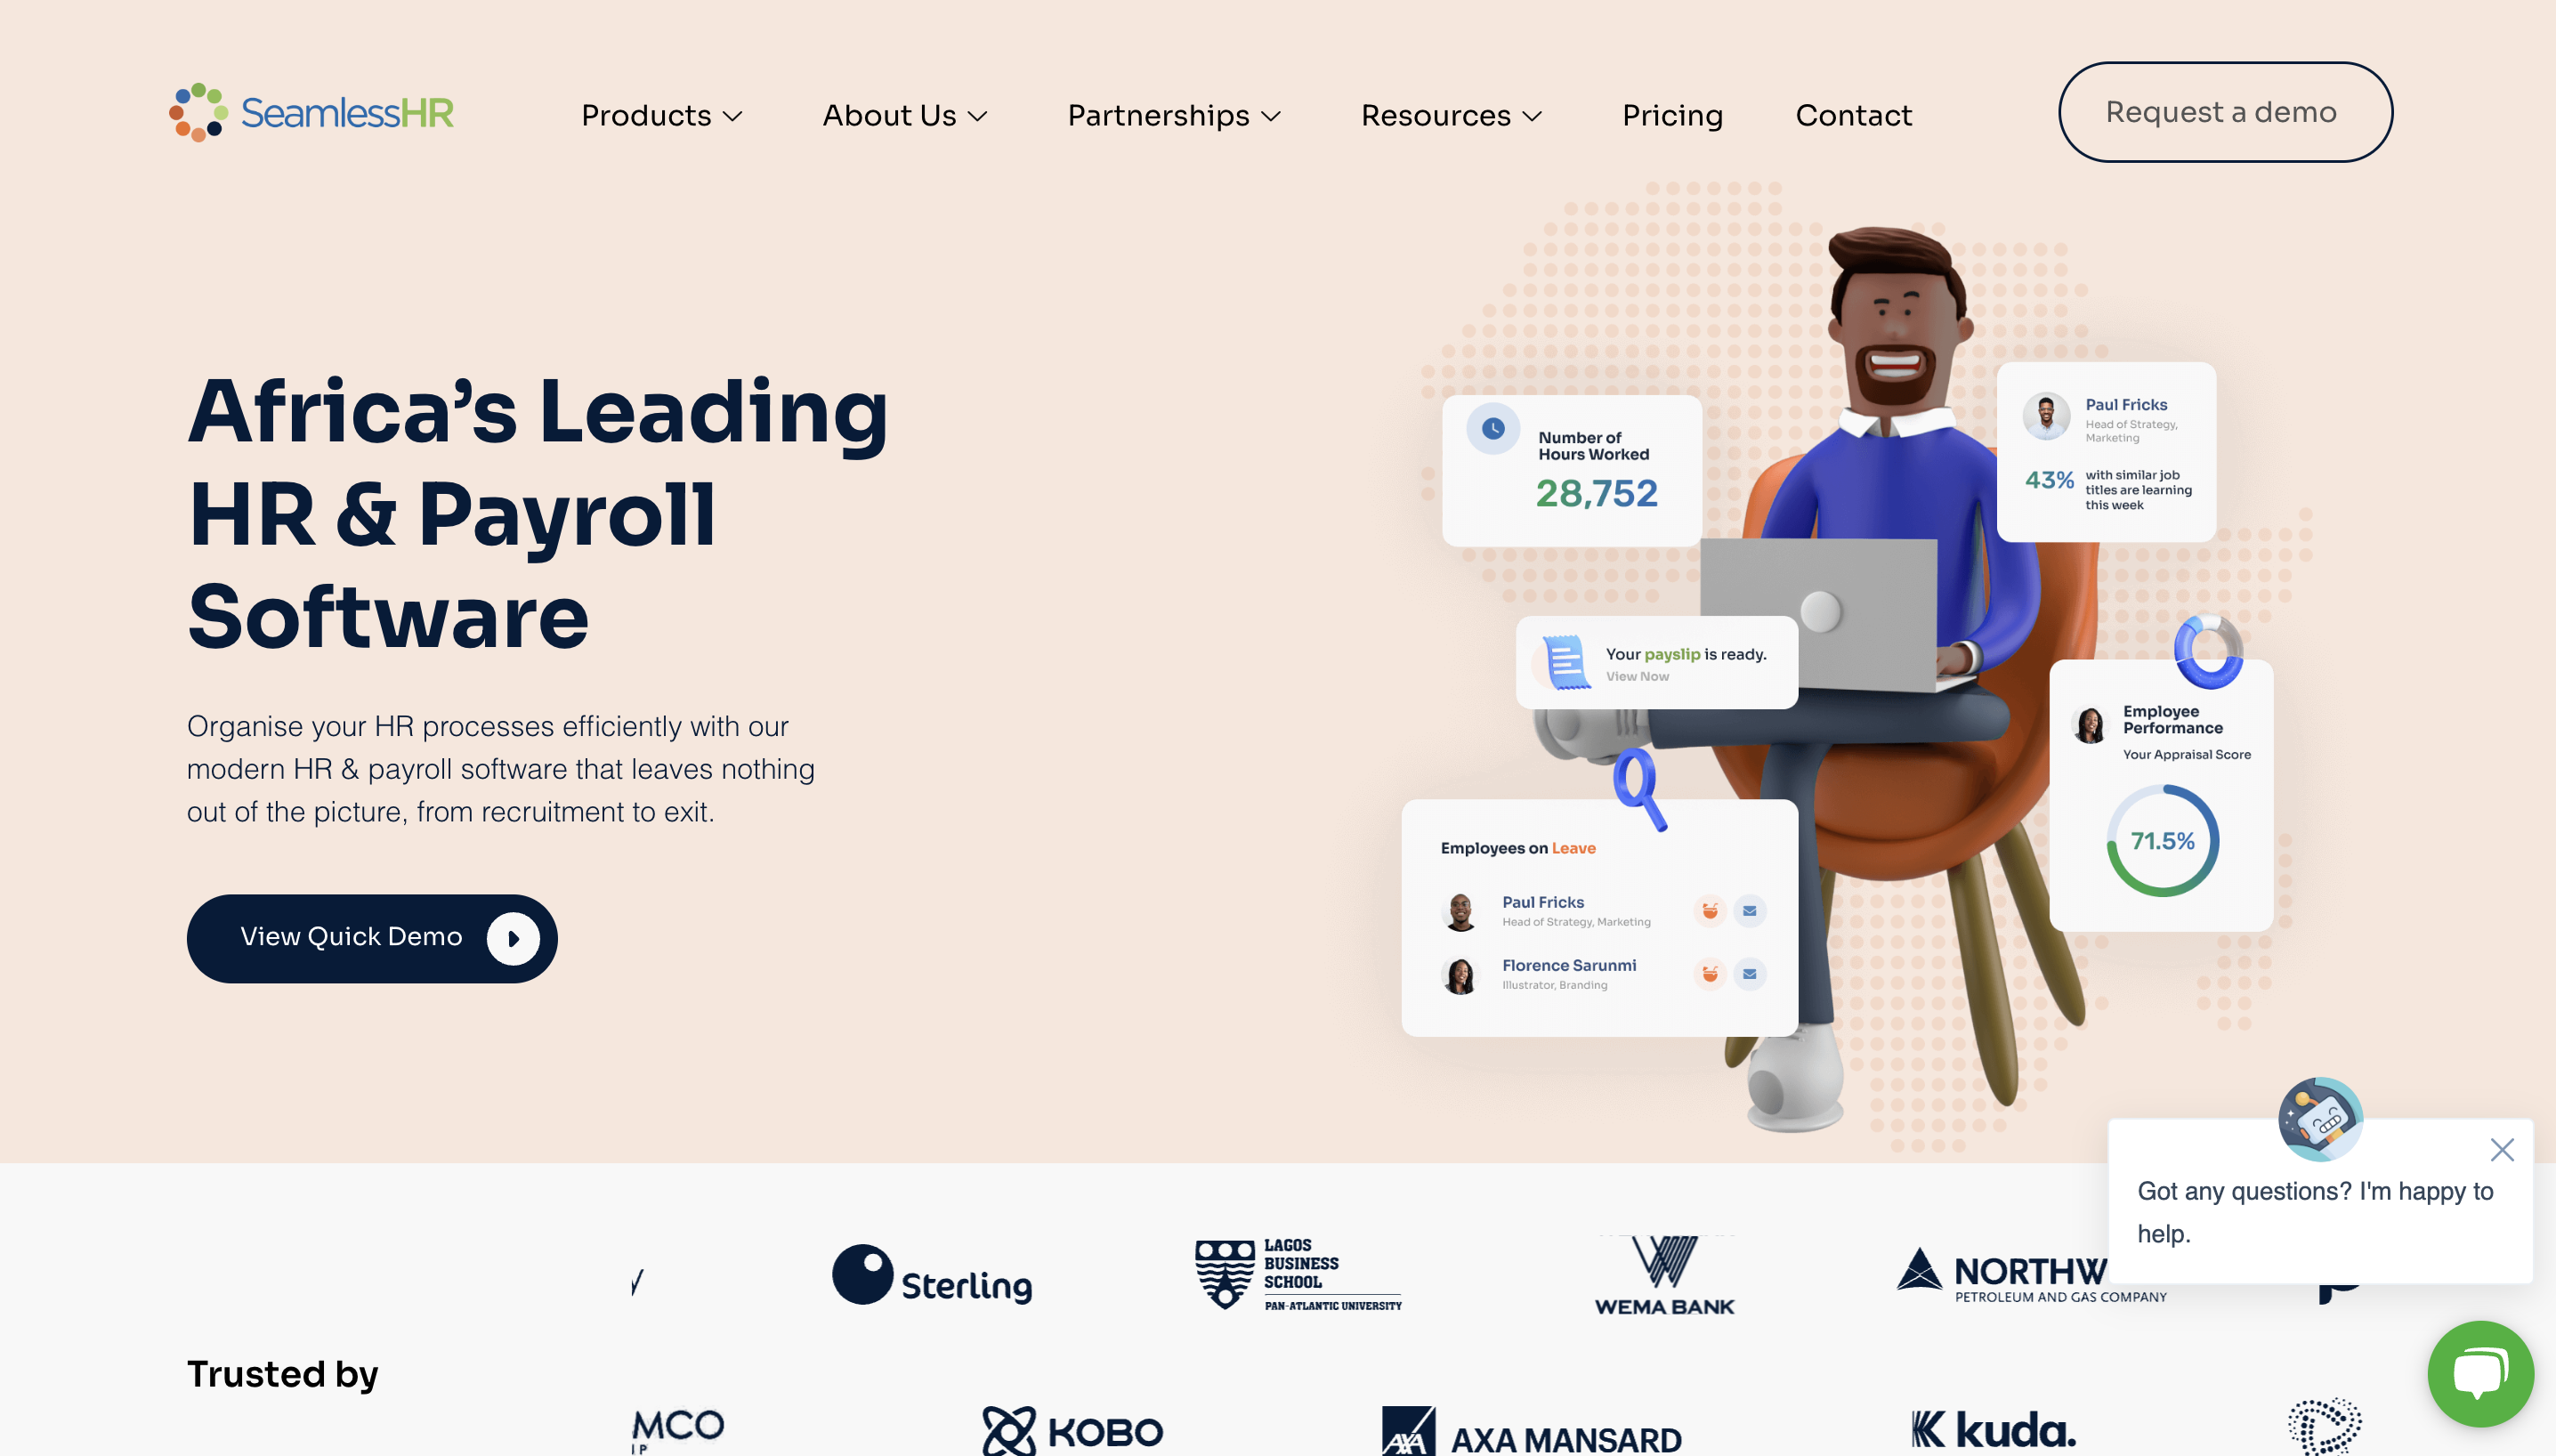 SeamlessHR
Products
About Us
Partnerships
Resources
Pricing
Contact
Request a demo
Africa’s Leading
HR & Payroll
Software
Organise your HR processes efficiently with our
modern HR & payroll software that leaves nothing
out of the picture, from recruitment to exit.
View Quick Demo
Number of
Hours Worked
28,752
Paul Fricks
Head of Strategy,
Marketing
43%
with similar job
titles are learning
this week
Your payslip is ready.
View Now
Employee
Performance
Your Appraisal Score
71.5%
Employees on Leave
Paul Fricks
Head of Strategy, Marketing
Florence Sarunmi
Illustrator, Branding
Got any questions? I'm happy to
help.
Trusted by
Sterling
LAGOS
BUSINESS
SCHOOL
PAN-ATLANTIC UNIVERSITY
WEMA BANK
NORTHW
PETROLEUM AND GAS COMPANY
MCO
KOBO
AXA
AXA MANSARD
kuda.